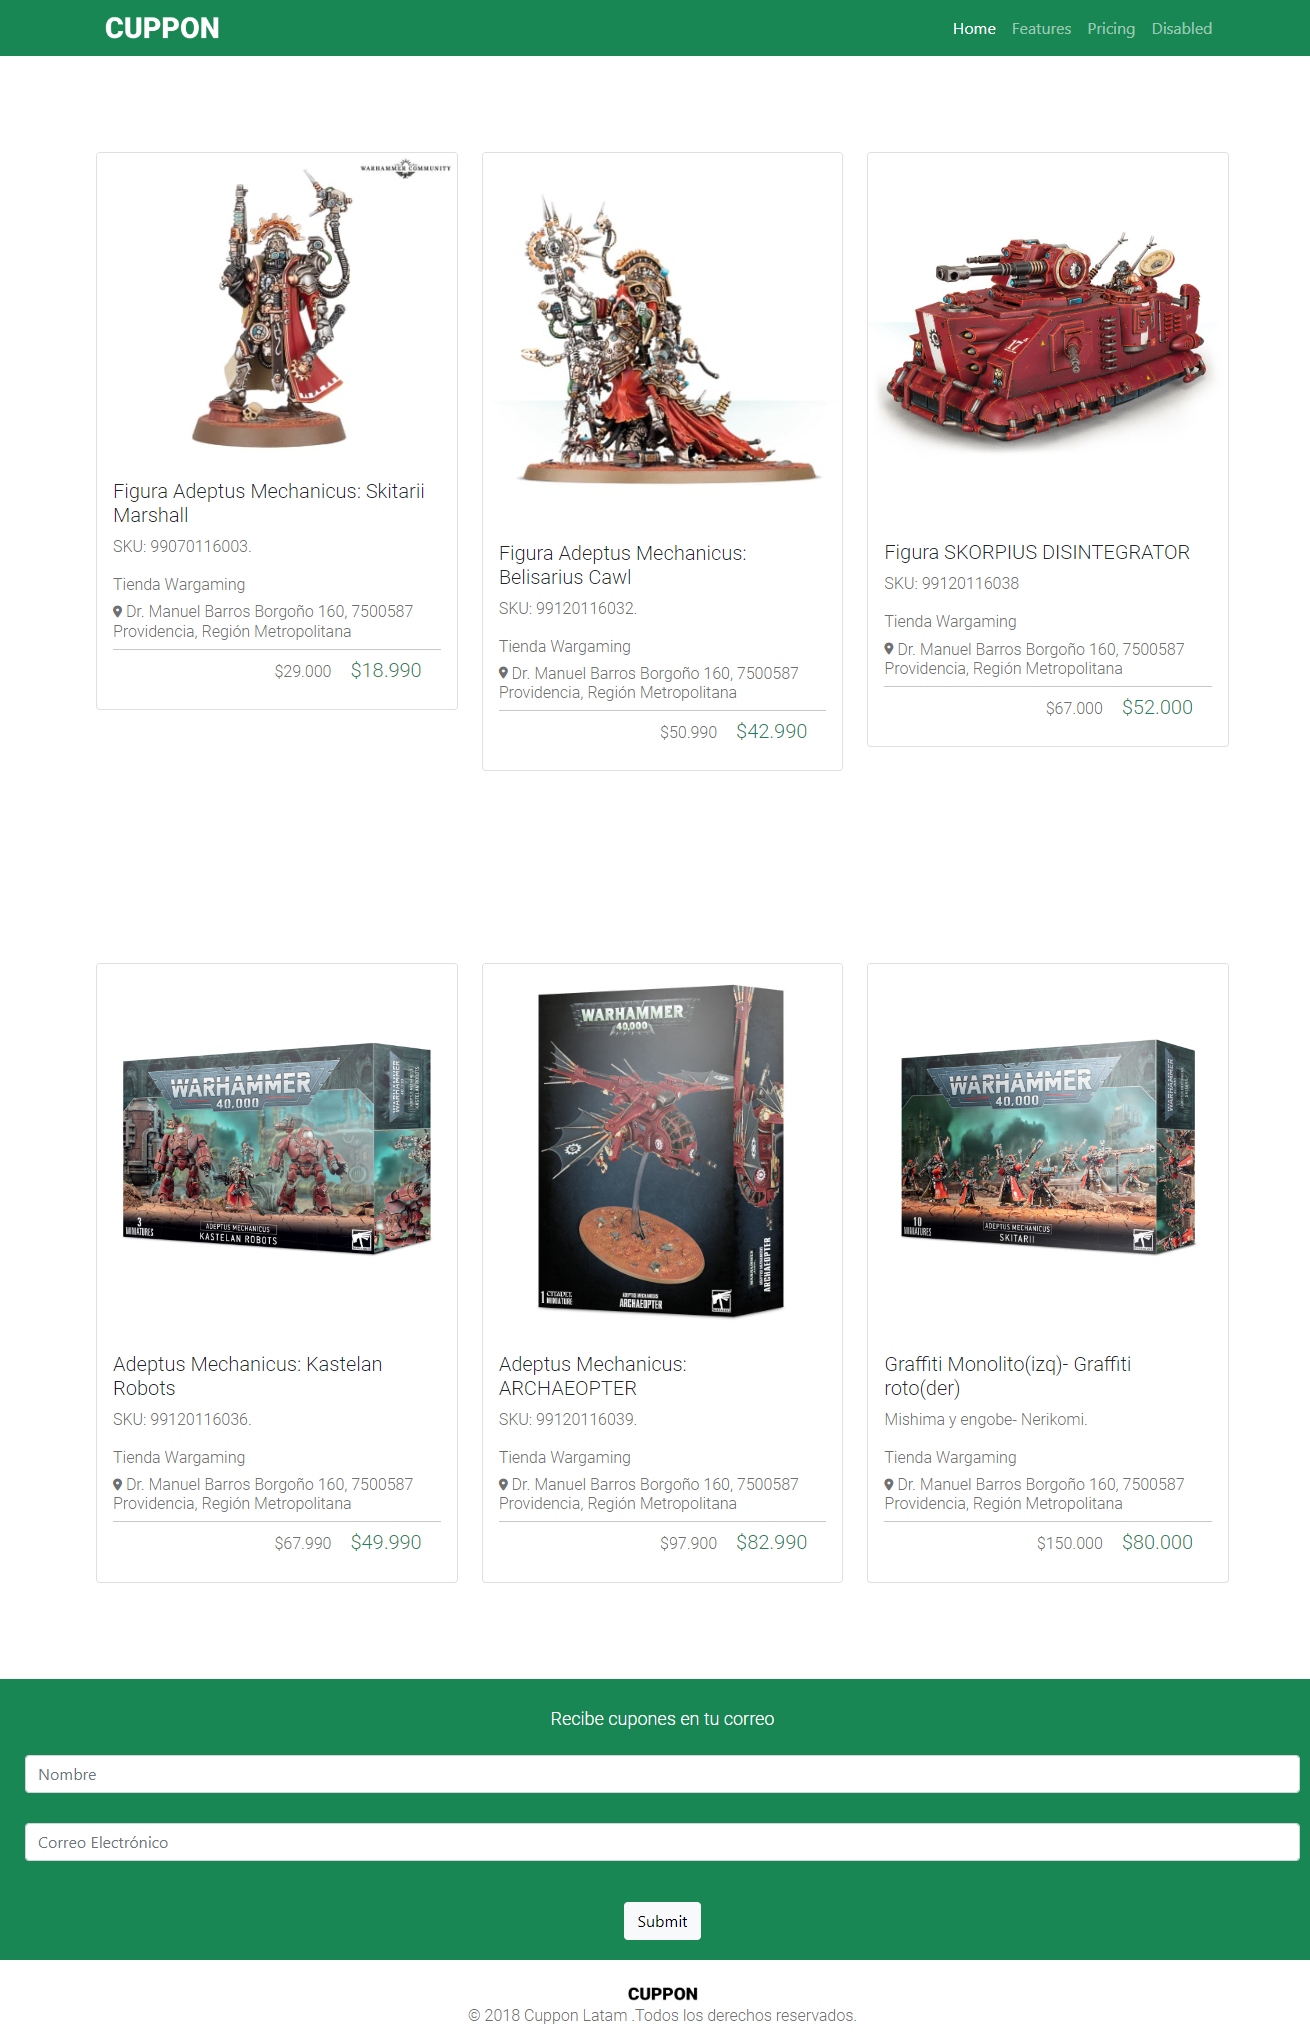 CUPPON
Home Features Pricing Disabled
WARHAMMER COMMUNITY
Figura Adeptus Mechanicus: Skitarii
Marshall
SKU: 99070116003.
Tienda Wargaming
Dr. Manuel Barros Borgoño 160, 7500587
Providencia, Región Metropolitana
$29.000 $18.990
Figura Adeptus Mechanicus:
Belisarius Cawl
SKU: 99120116032.
Tienda Wargaming
Dr. Manuel Barros Borgoño 160, 7500587
Providencia, Región Metropolitana
$50.990 $42.990
17
Figura SKORPIUS DISINTEGRATOR
SKU: 99120116038
Tienda Wargaming
Dr. Manuel Barros Borgoño 160, 7500587
Providencia, Región Metropolitana
$67.000 $52.000
WARHAMMER
40,000
3
MINIATURES
ADEPTUS MECHANICUS
KASTELAN ROBOTS
Adeptus Mechanicus: Kastelan
Robots
SKU: 99120116036.
Tienda Wargaming
Dr. Manuel Barros Borgoño 160, 7500587
Providencia, Región Metropolitana
$67.990 $49.990
WARHAMMER
40,000
1 CITADEL
MINIATURE
ADEPTUS MECHANICUS
ARCHAEOPTER
ARCHAEOPTER
Adeptus Mechanicus:
ARCHAEOPTER
SKU: 99120116039.
Tienda Wargaming
Dr. Manuel Barros Borgoño 160, 7500587
Providencia, Región Metropolitana
$97.900 $82.990
WARHAMMER
40,000
10
MINIATURES
ADEPTUS MECHANICUS
SKITARII
Graffiti Monolito(izq)- Graffiti
roto(der)
Mishima y engobe- Nerikomi.
Tienda Wargaming
Dr. Manuel Barros Borgoño 160, 7500587
Providencia, Región Metropolitana
$150.000 $80.000
Recibe cupones en tu correo
Nombre
Correo Electrónico
Submit
CUPPON
© 2018 Cuppon Latam .Todos los derechos reservados.